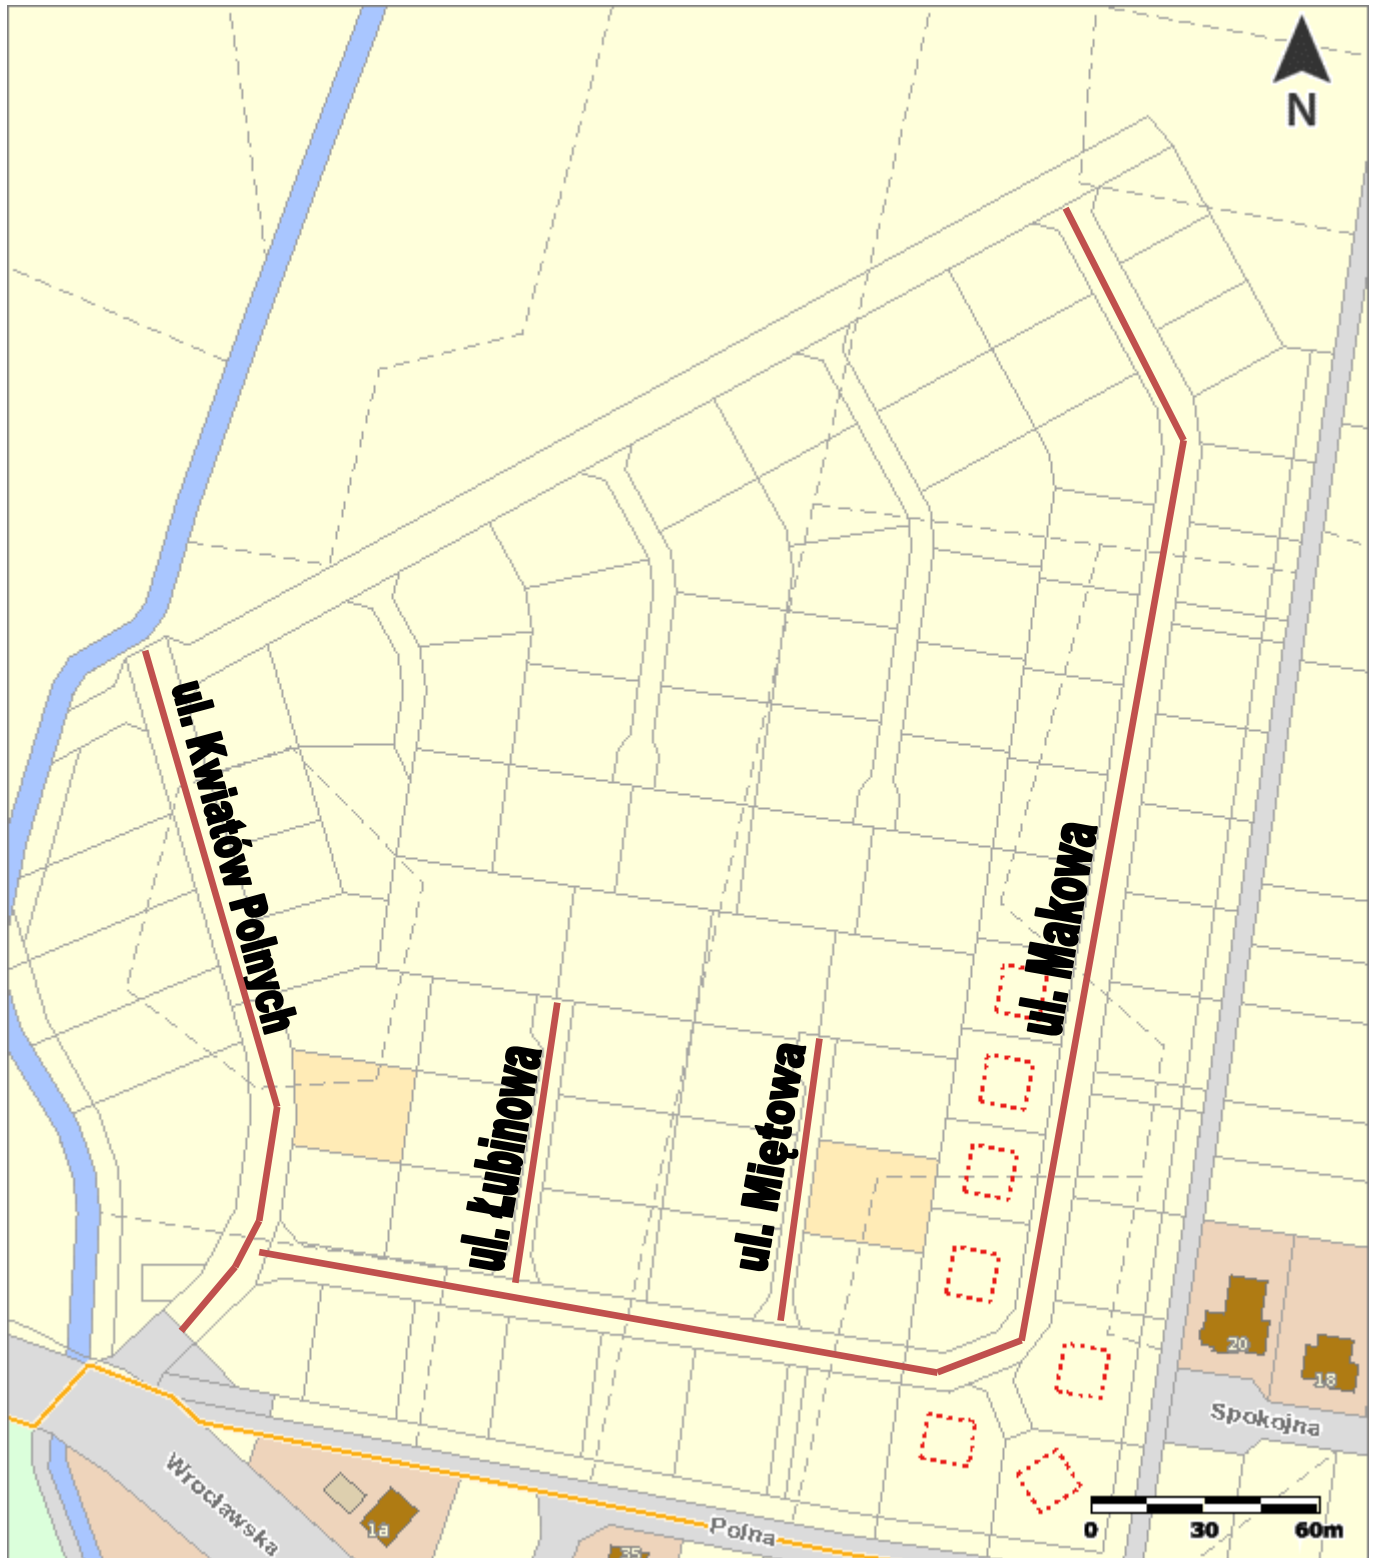 N
ul. Kwiatów Polnych
ul. Makowa
ul. Łubinowa
ul. Miętowa
20
18
Spokojna
Wrocławska
1a
Polna
35
0 30 60m